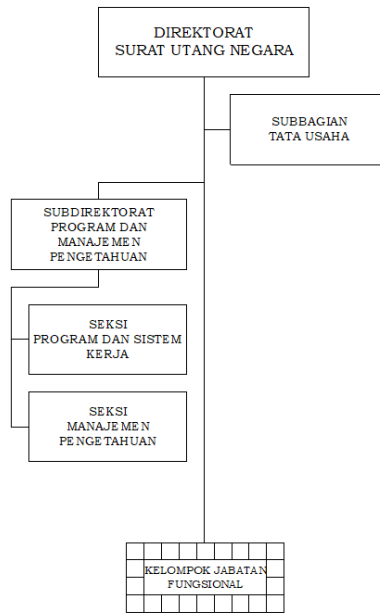 DIREKTORAT
SURAT UTANG NEGARA
SUBBAGIAN
TATA USAHA
SUBDIREKTORAT
PROGRAM DAN
MANAJEMEN
PENGETAHUAN
SEKSI
PROGRAM DAN SISTEM
KERJA
SEKSI
MANAJEMEN
PENGETAHUAN
KELOMPOK JABATAN
FUNGSIONAL